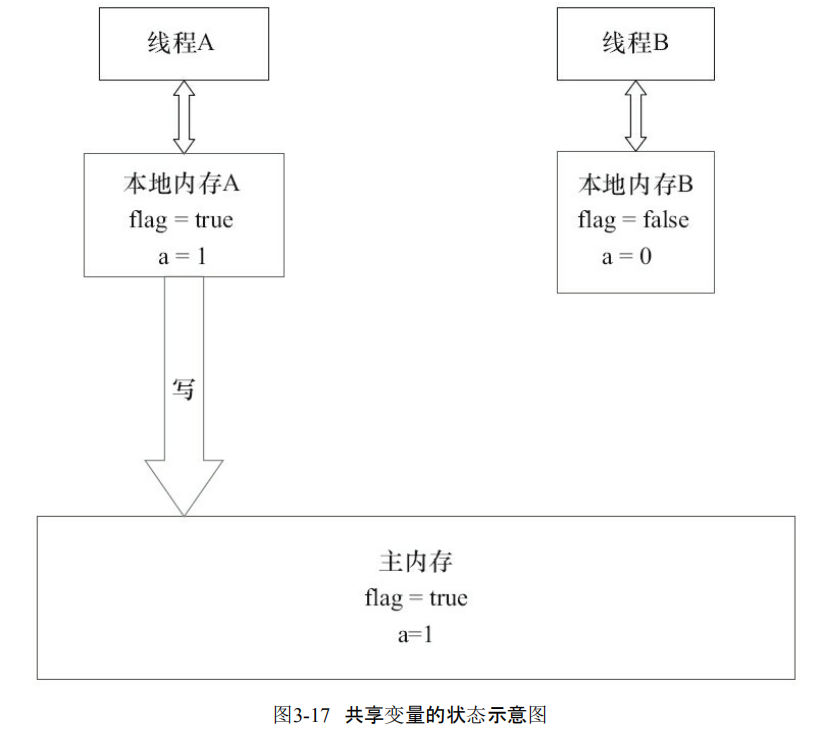 线程A
线程B
本地内存A
flag = true
a = 1
本地内存B
flag = false
a = 0
写
主内存
flag = true
a=1
图3-17 共享变量的状态示意图